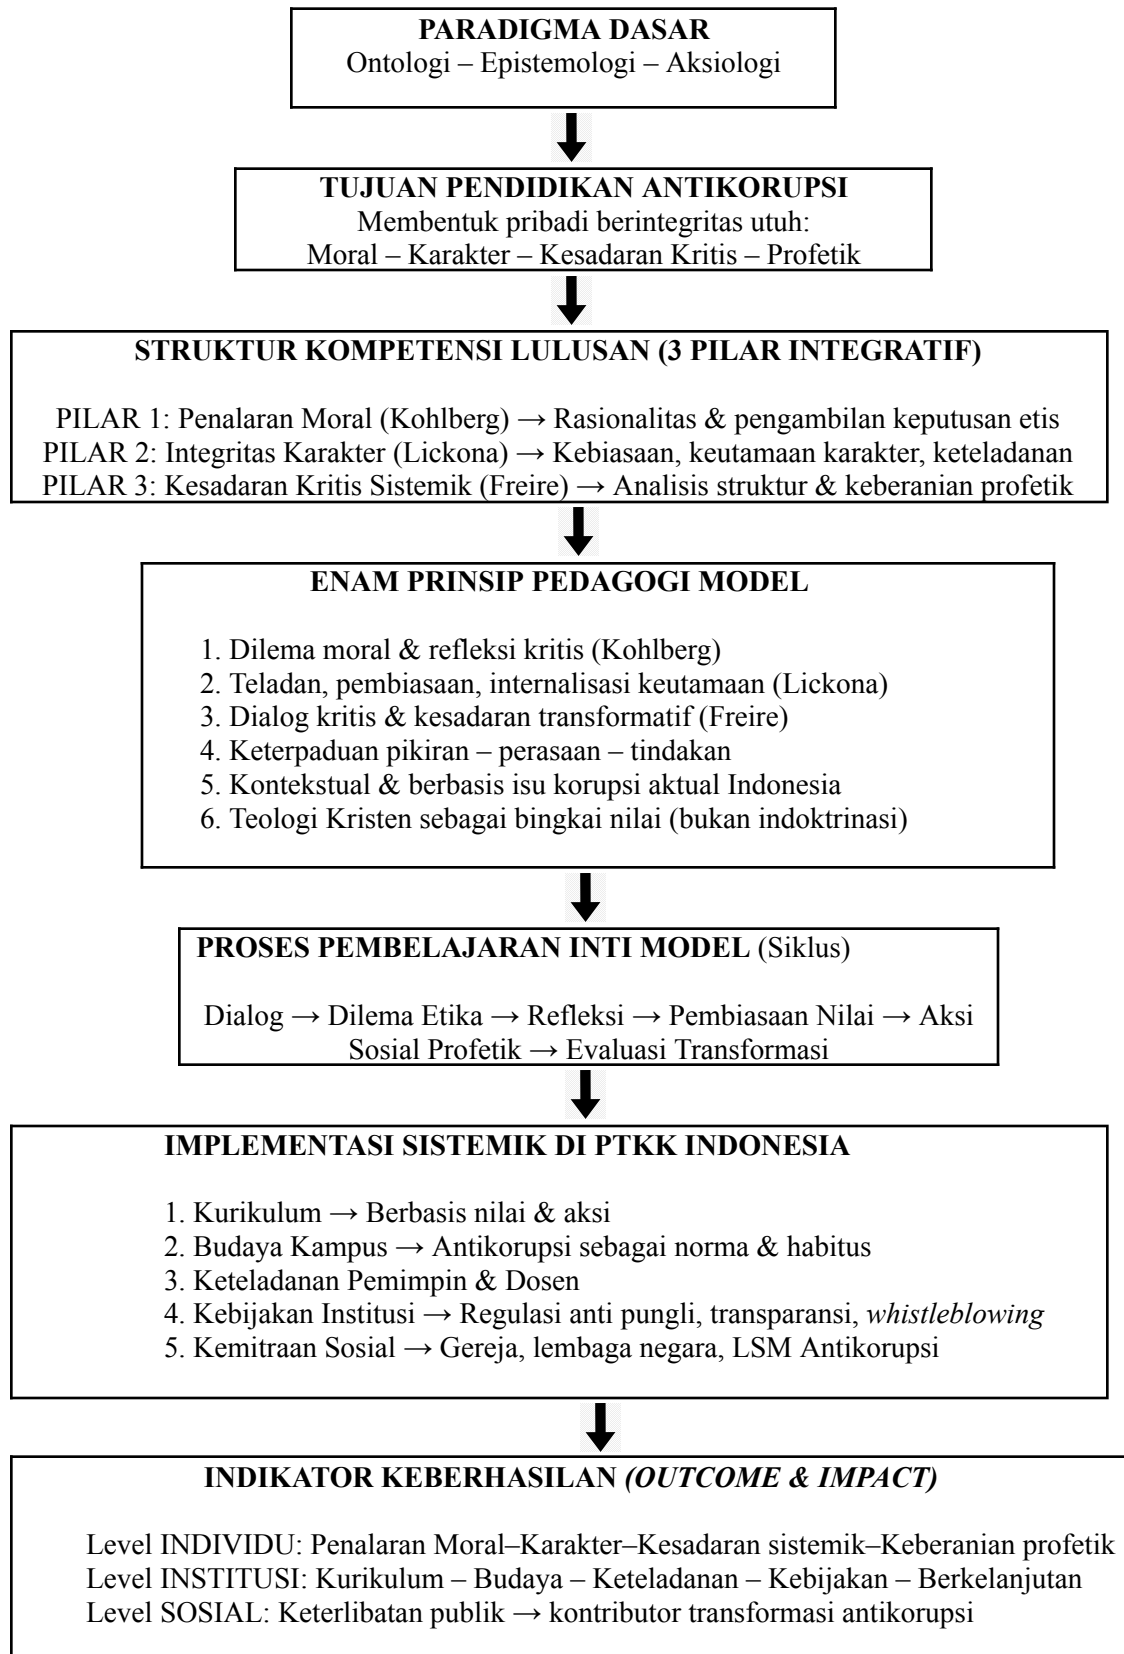 PARADIGMA DASAR
Ontologi – Epistemologi – Aksiologi
TUJUAN PENDIDIKAN ANTIKORUPSI
Membentuk pribadi berintegritas utuh:
Moral – Karakter – Kesadaran Kritis – Profetik
STRUKTUR KOMPETENSI LULUSAN (3 PILAR INTEGRATIF)
PILAR 1: Penalaran Moral (Kohlberg) → Rasionalitas & pengambilan keputusan etis
PILAR 2: Integritas Karakter (Lickona) → Kebiasaan, keutamaan karakter, keteladanan
PILAR 3: Kesadaran Kritis Sistemik (Freire) → Analisis struktur & keberanian profetik
ENAM PRINSIP PEDAGOGI MODEL
1. Dilema moral & refleksi kritis (Kohlberg)
2. Teladan, pembiasaan, internalisasi keutamaan (Lickona)
3. Dialog kritis & kesadaran transformatif (Freire)
4. Keterpaduan pikiran – perasaan – tindakan
5. Kontekstual & berbasis isu korupsi aktual Indonesia
6. Teologi Kristen sebagai bingkai nilai (bukan indoktrinasi)
PROSES PEMBELAJARAN INTI MODEL (Siklus)
Dialog → Dilema Etika → Refleksi → Pembiasaan Nilai → Aksi
Sosial Profetik → Evaluasi Transformasi
IMPLEMENTASI SISTEMIK DI PTKK INDONESIA
1. Kurikulum → Berbasis nilai & aksi
2. Budaya Kampus → Antikorupsi sebagai norma & habitus
3. Keteladanan Pemimpin & Dosen
4. Kebijakan Institusi → Regulasi anti pungli, transparansi, whistleblowing
5. Kemitraan Sosial → Gereja, lembaga negara, LSM Antikorupsi
INDIKATOR KEBERHASILAN (OUTCOME & IMPACT)
Level INDIVIDU: Penalaran Moral–Karakter–Kesadaran sistemik–Keberanian profetik
Level INSTITUSI: Kurikulum – Budaya – Keteladanan – Kebijakan – Berkelanjutan
Level SOSIAL: Keterlibatan publik → kontributor transformasi antikorupsi